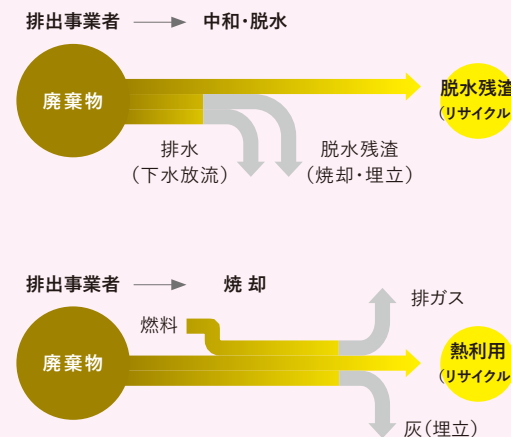 排出事業者 中和・脱水
廃棄物
脱水残渣
(リサイクル
排水
(下水放流)
脱水残渣
(焼却・埋立)
排出事業者 焼却
燃料
廃棄物
排ガス
熱利用
(リサイクル
灰(埋立)